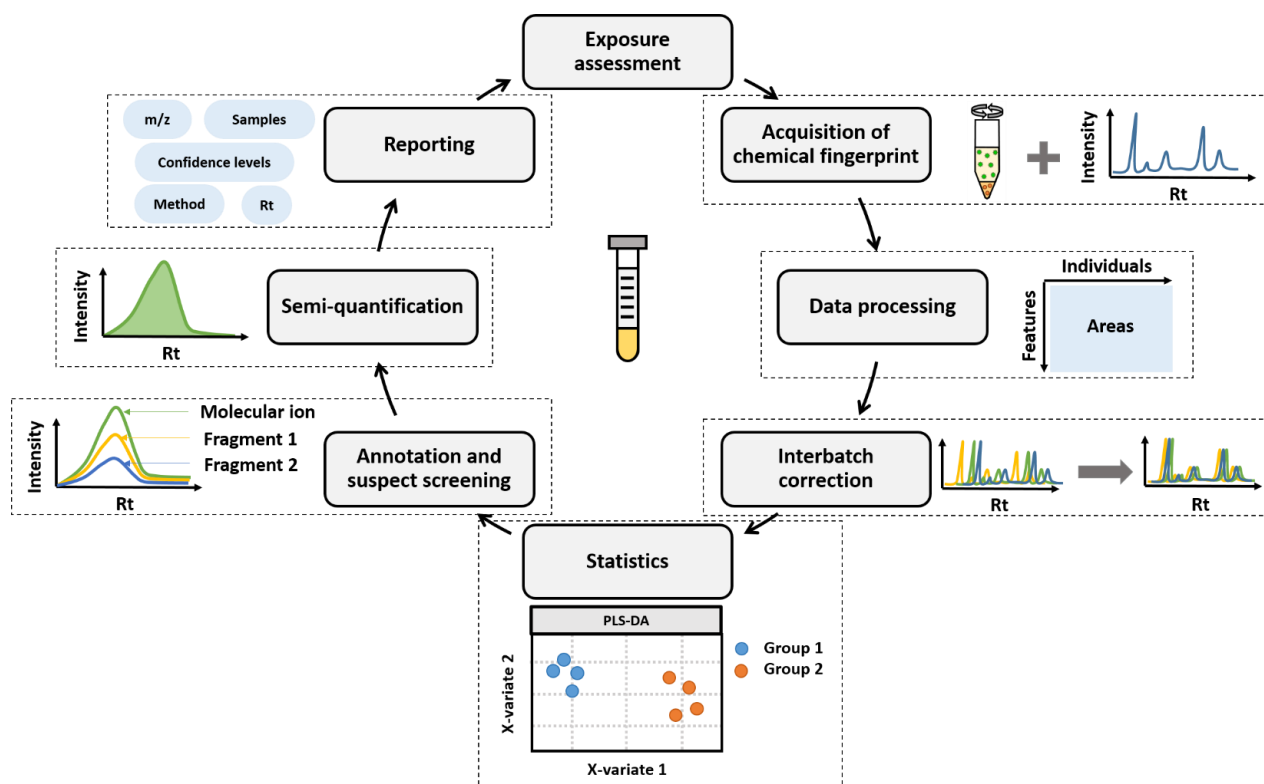 Exposure
assessment
Acquisition of
chemical fingerprint
Intensity
Rt
Data processing
Individuals
Features
Areas
Interbatch
correction
Rt
Rt
Statistics
PLS-DA
X-variate 2
X-variate 1
Group 1
Group 2
Annotation and
suspect screening
Molecular ion
Fragment 1
Fragment 2
Intensity
Rt
Semi-quantification
Intensity
Rt
Reporting
m/z
Samples
Confidence levels
Method
Rt